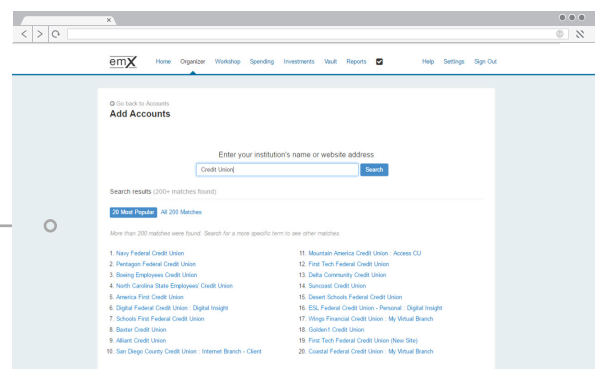 emX Home Organizer Workshop Spending Investments Vault Reports Help Settings Sign Out
Go back to Accounts
Add Accounts
Enter your institution's name or website address
Credit Union Search
Search results (200+ matches found)
20 Most Popular All 200 Matches
More than 200 matches were found. Search for a more specific term to see other matches.
1. Navy Federal Credit Union
2. Pentagon Federal Credit Union
3. Boeing Employees Credit Union
4. North Carolina State Employees' Credit Union
5. America First Credit Union
6. Digital Federal Credit Union : Digital Insight
7. Schools First Federal Credit Union
8. Baxter Credit Union
9. Alliant Credit Union
10. San Diego County Credit Union : Internet Branch - Client
11. Mountain America Credit Union : Access CU
12. First Tech Federal Credit Union
13. Delta Community Credit Union
14. Suncoast Credit Union
15. Desert Schools Federal Credit Union
16. ESL Federal Credit Union - Personal : Digital Insight
17. Wings Financial Credit Union : My Virtual Branch
18. Golden1 Credit Union
19. First Tech Federal Credit Union (New Site)
20. Coastal Federal Credit Union : My Virtual Branch